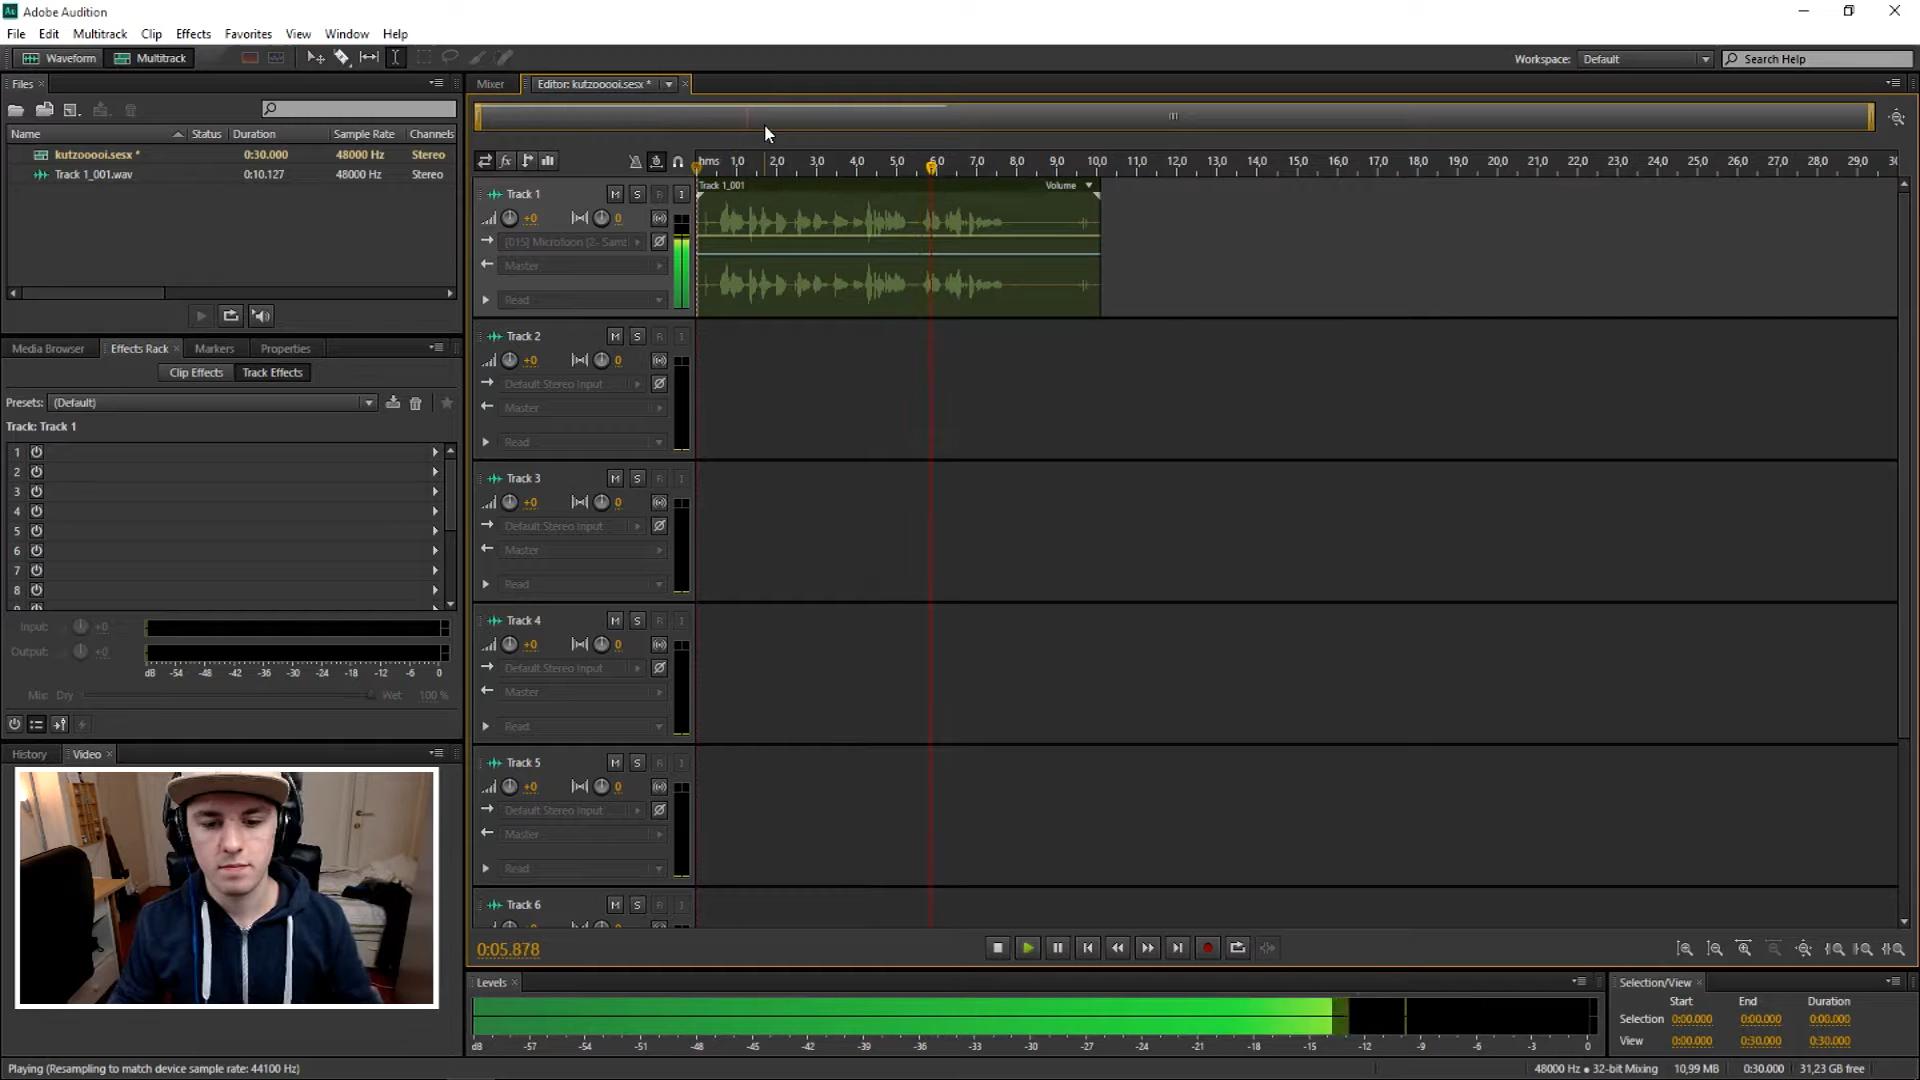 Adobe Audition
File Edit Multitrack Clip Effects Favorites View Window Help
Waveform Multitrack Workspace: Default Search Help
Files
Name Status Duration Sample Rate Channels
kutzooooi.sesx * 0:30.000 48000 Hz Stereo
Track 1_001.wav 0:10.127 48000 Hz Stereo
Media Browser Effects Rack Markers Properties
Clip Effects Track Effects
Presets: (Default)
Track: Track 1
1
2
3
4
5
6
7
8
Input: +0
Output: +0
dB -54 -48 -42 -36 -30 -24 -18 -12 -6 0
Mix: Dry Wet 100 %
History Video
Mixer Editor: kutzooooi.sesx *
fx hms 1,0 2,0 3,0 4,0 5,0 6,0 7,0 8,0 9,0 10,0 11,0 12,0 13,0 14,0 15,0 16,0 17,0 18,0 19,0 20,0 21,0 22,0 23,0 24,0 25,0 26,0 27,0 28,0 29,0 30
Track 1 M S R I
+0 0
[01S] Microfoon (2- Sams
Master
Read
Track 1_001 Volume
Track 2 M S R I
+0 0
Default Stereo Input
Master
Read
Track 3 M S R I
+0 0
Default Stereo Input
Master
Read
Track 4 M S R I
+0 0
Default Stereo Input
Master
Read
Track 5 M S R I
+0 0
Default Stereo Input
Master
Read
Track 6 M S R I
0:05.878
Levels
dB -57 -54 -51 -48 -45 -42 -39 -36 -33 -30 -27 -24 -21 -18 -15 -12 -9 -6 -3 0
Selection/View
Start End Duration
Selection 0:00.000 0:00.000 0:00.000
View 0:00.000 0:30.000 0:30.000
Playing (Resampling to match device sample rate: 44100 Hz)
48000 Hz ● 32-bit Mixing 10,99 MB 0:30.000 31,23 GB free